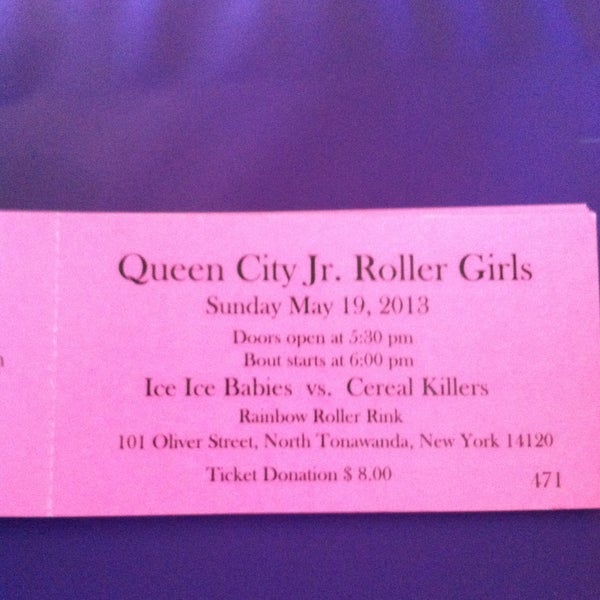 Queen City Jr. Roller Girls
Sunday May 19, 2013
Doors open at 5:30 pm
Bout starts at 6:00 pm
Ice Ice Babies vs. Cereal Killers
Rainbow Roller Rink
101 Oliver Street, North Tonawanda, New York 14120
Ticket Donation $ 8.00
471